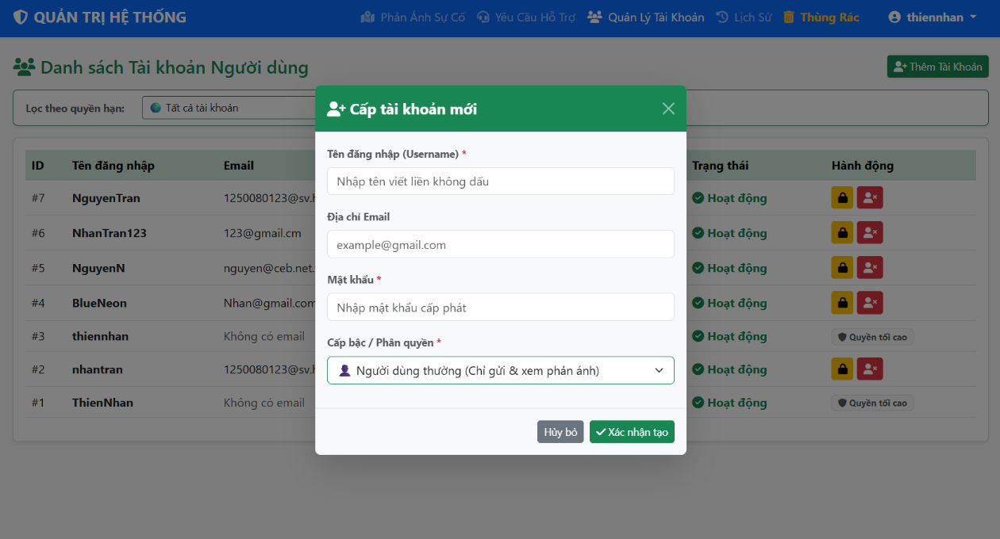 QUẢN TRỊ HỆ THỐNG
Phản Ánh Sự Cố
Yêu Cầu Hỗ Trợ
Quản Lý Tài Khoản
Lịch Sử
Thùng Rác
thiennhan
Danh sách Tài khoản Người dùng
Thêm Tài Khoản
Lọc theo quyền hạn:
Tất cả tài khoản
Cấp tài khoản mới
Tên đăng nhập (Username) *
Nhập tên viết liền không dấu
Địa chỉ Email
example@gmail.com
Mật khẩu *
Nhập mật khẩu cấp phát
Cấp bậc / Phân quyền *
Người dùng thường (Chỉ gửi & xem phản ánh)
Hủy bỏ
Xác nhận tạo
ID Tên đăng nhập Email Trạng thái Hành động
#7 NguyenTran 1250080123@sv.h Hoạt động
#6 NhanTran123 123@gmail.cm Hoạt động
#5 NguyenN nguyen@ceb.net. Hoạt động
#4 BlueNeon Nhan@gmail.com Hoạt động
#3 thiennhan Không có email Hoạt động Quyền tối cao
#2 nhantran 1250080123@sv.h Hoạt động
#1 ThienNhan Không có email Hoạt động Quyền tối cao